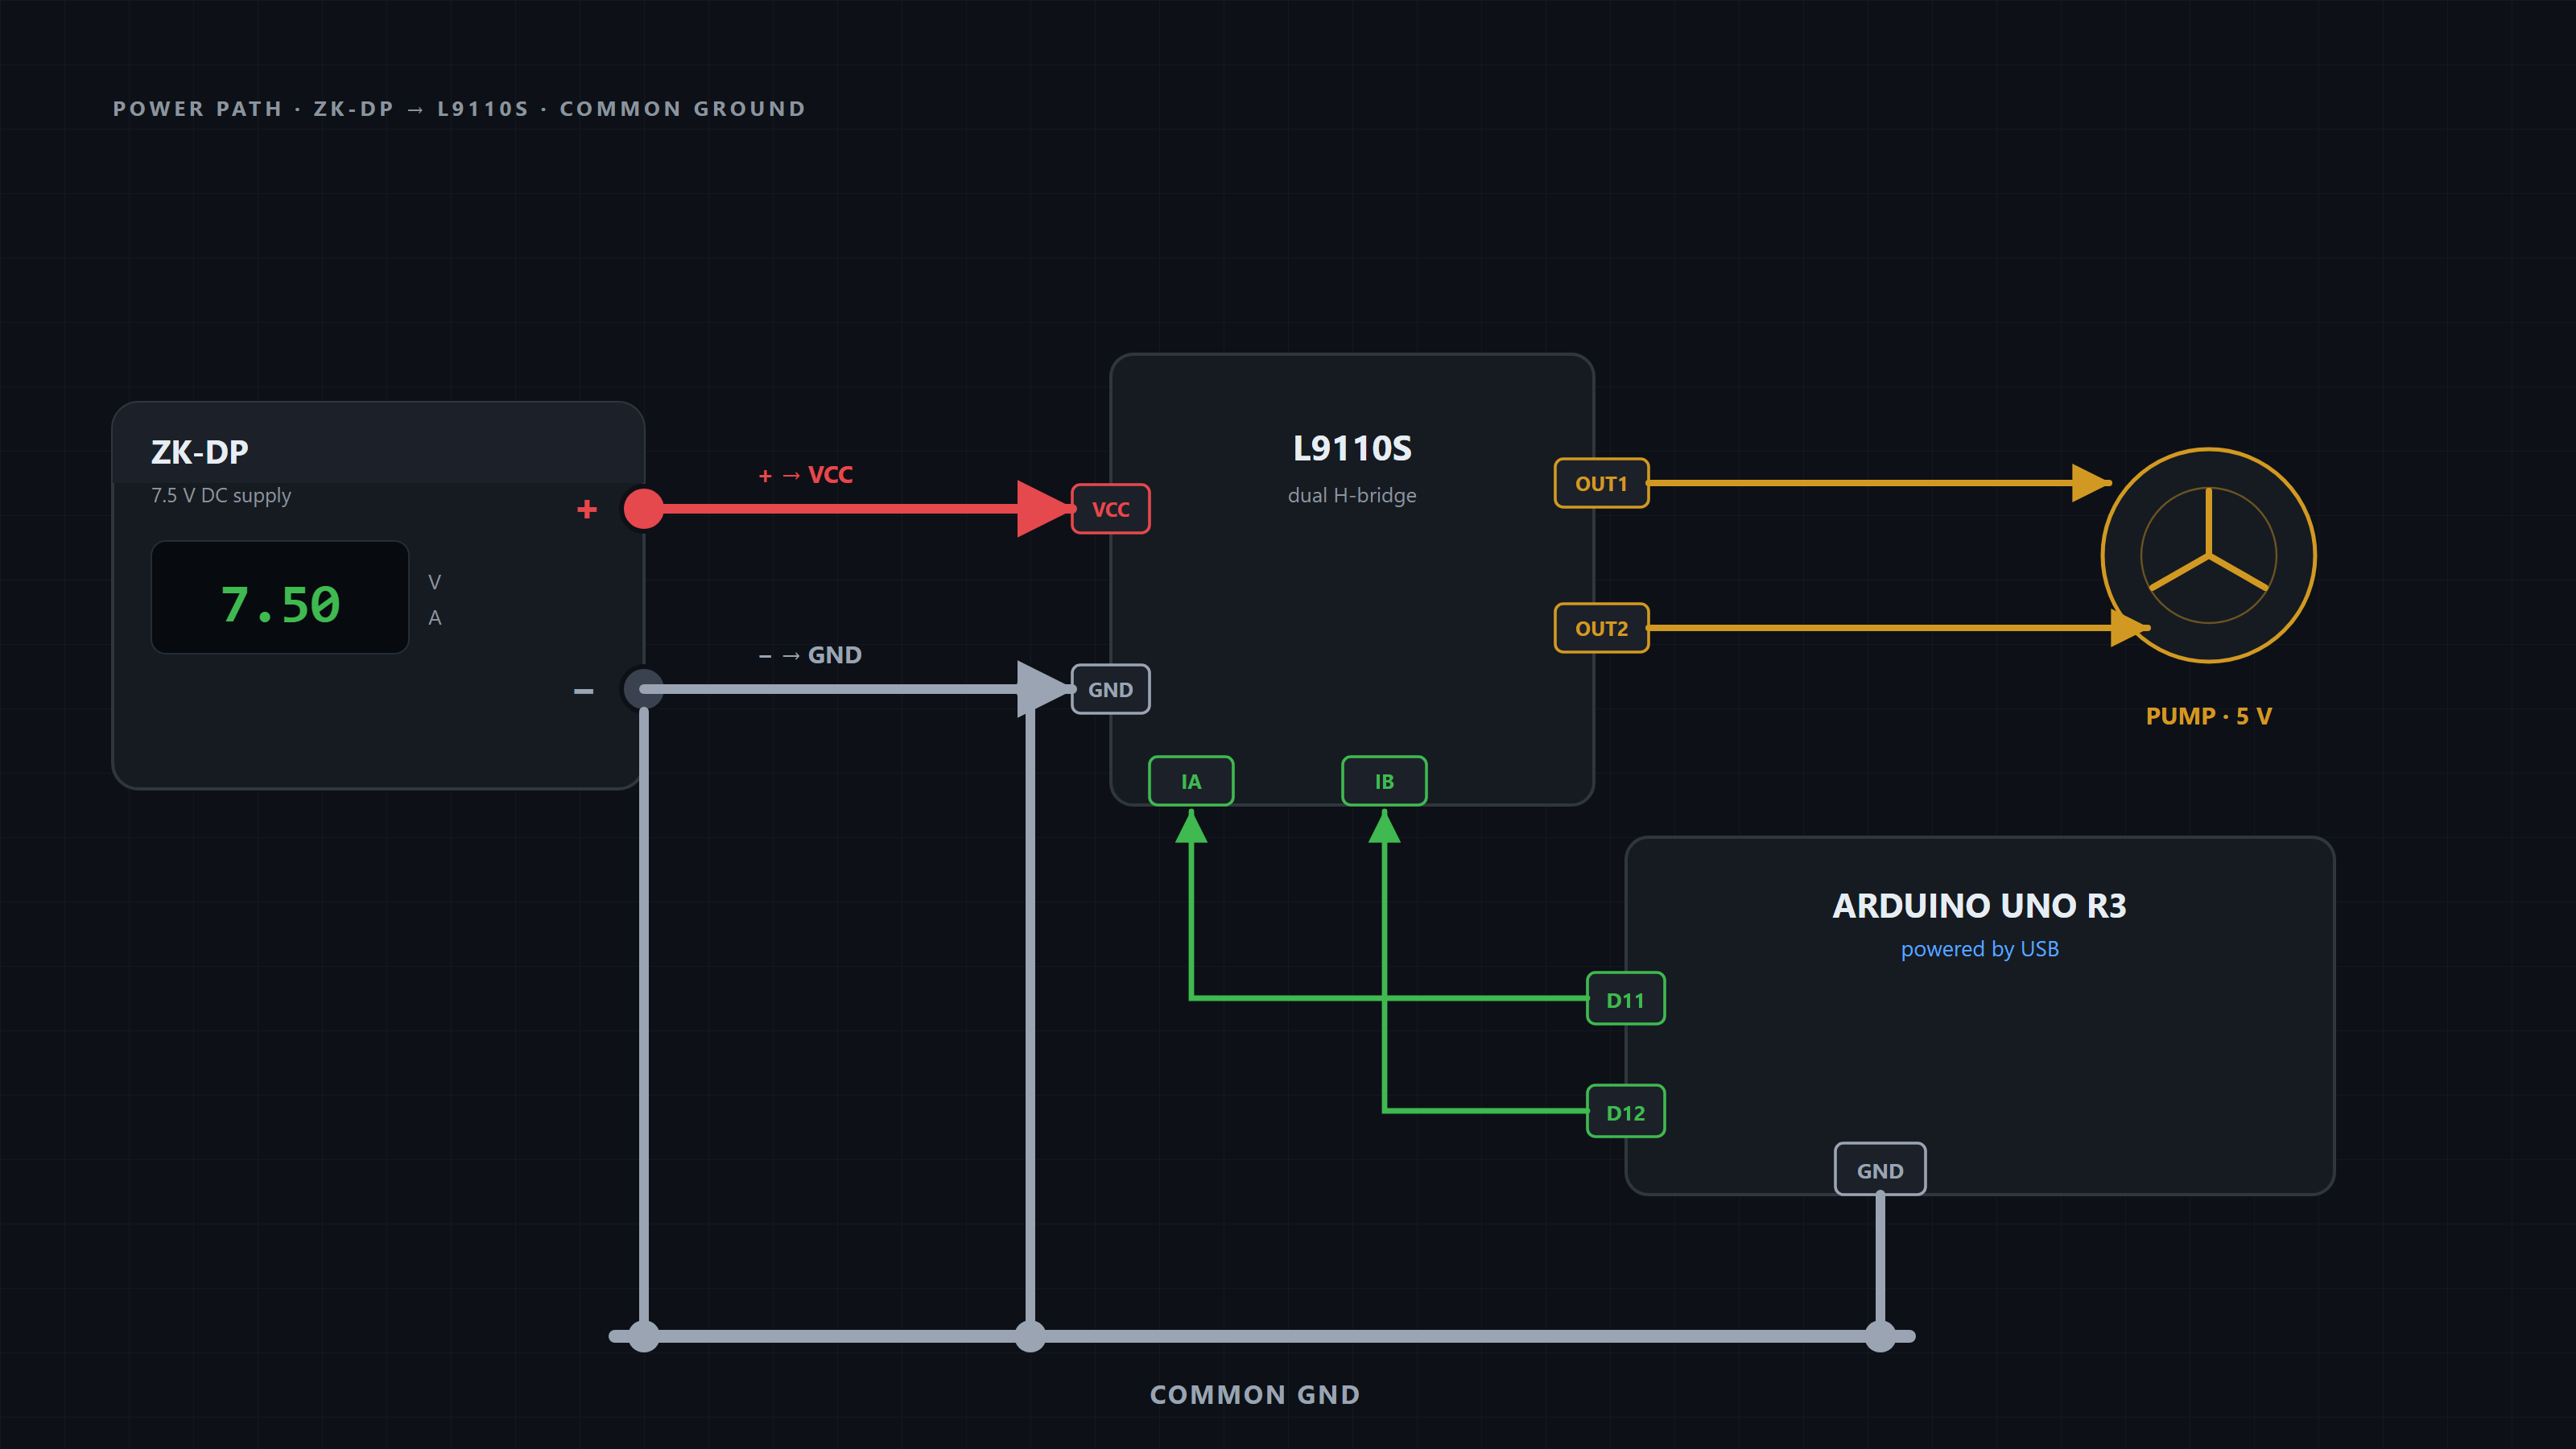 POWER PATH · ZK-DP → L9110S · COMMON GROUND
ZK-DP
7.5 V DC supply
7.50
V
A
+
−
+ → VCC
− → GND
L9110S
dual H-bridge
VCC
GND
OUT1
OUT2
IA
IB
PUMP · 5 V
ARDUINO UNO R3
powered by USB
D11
D12
GND
COMMON GND